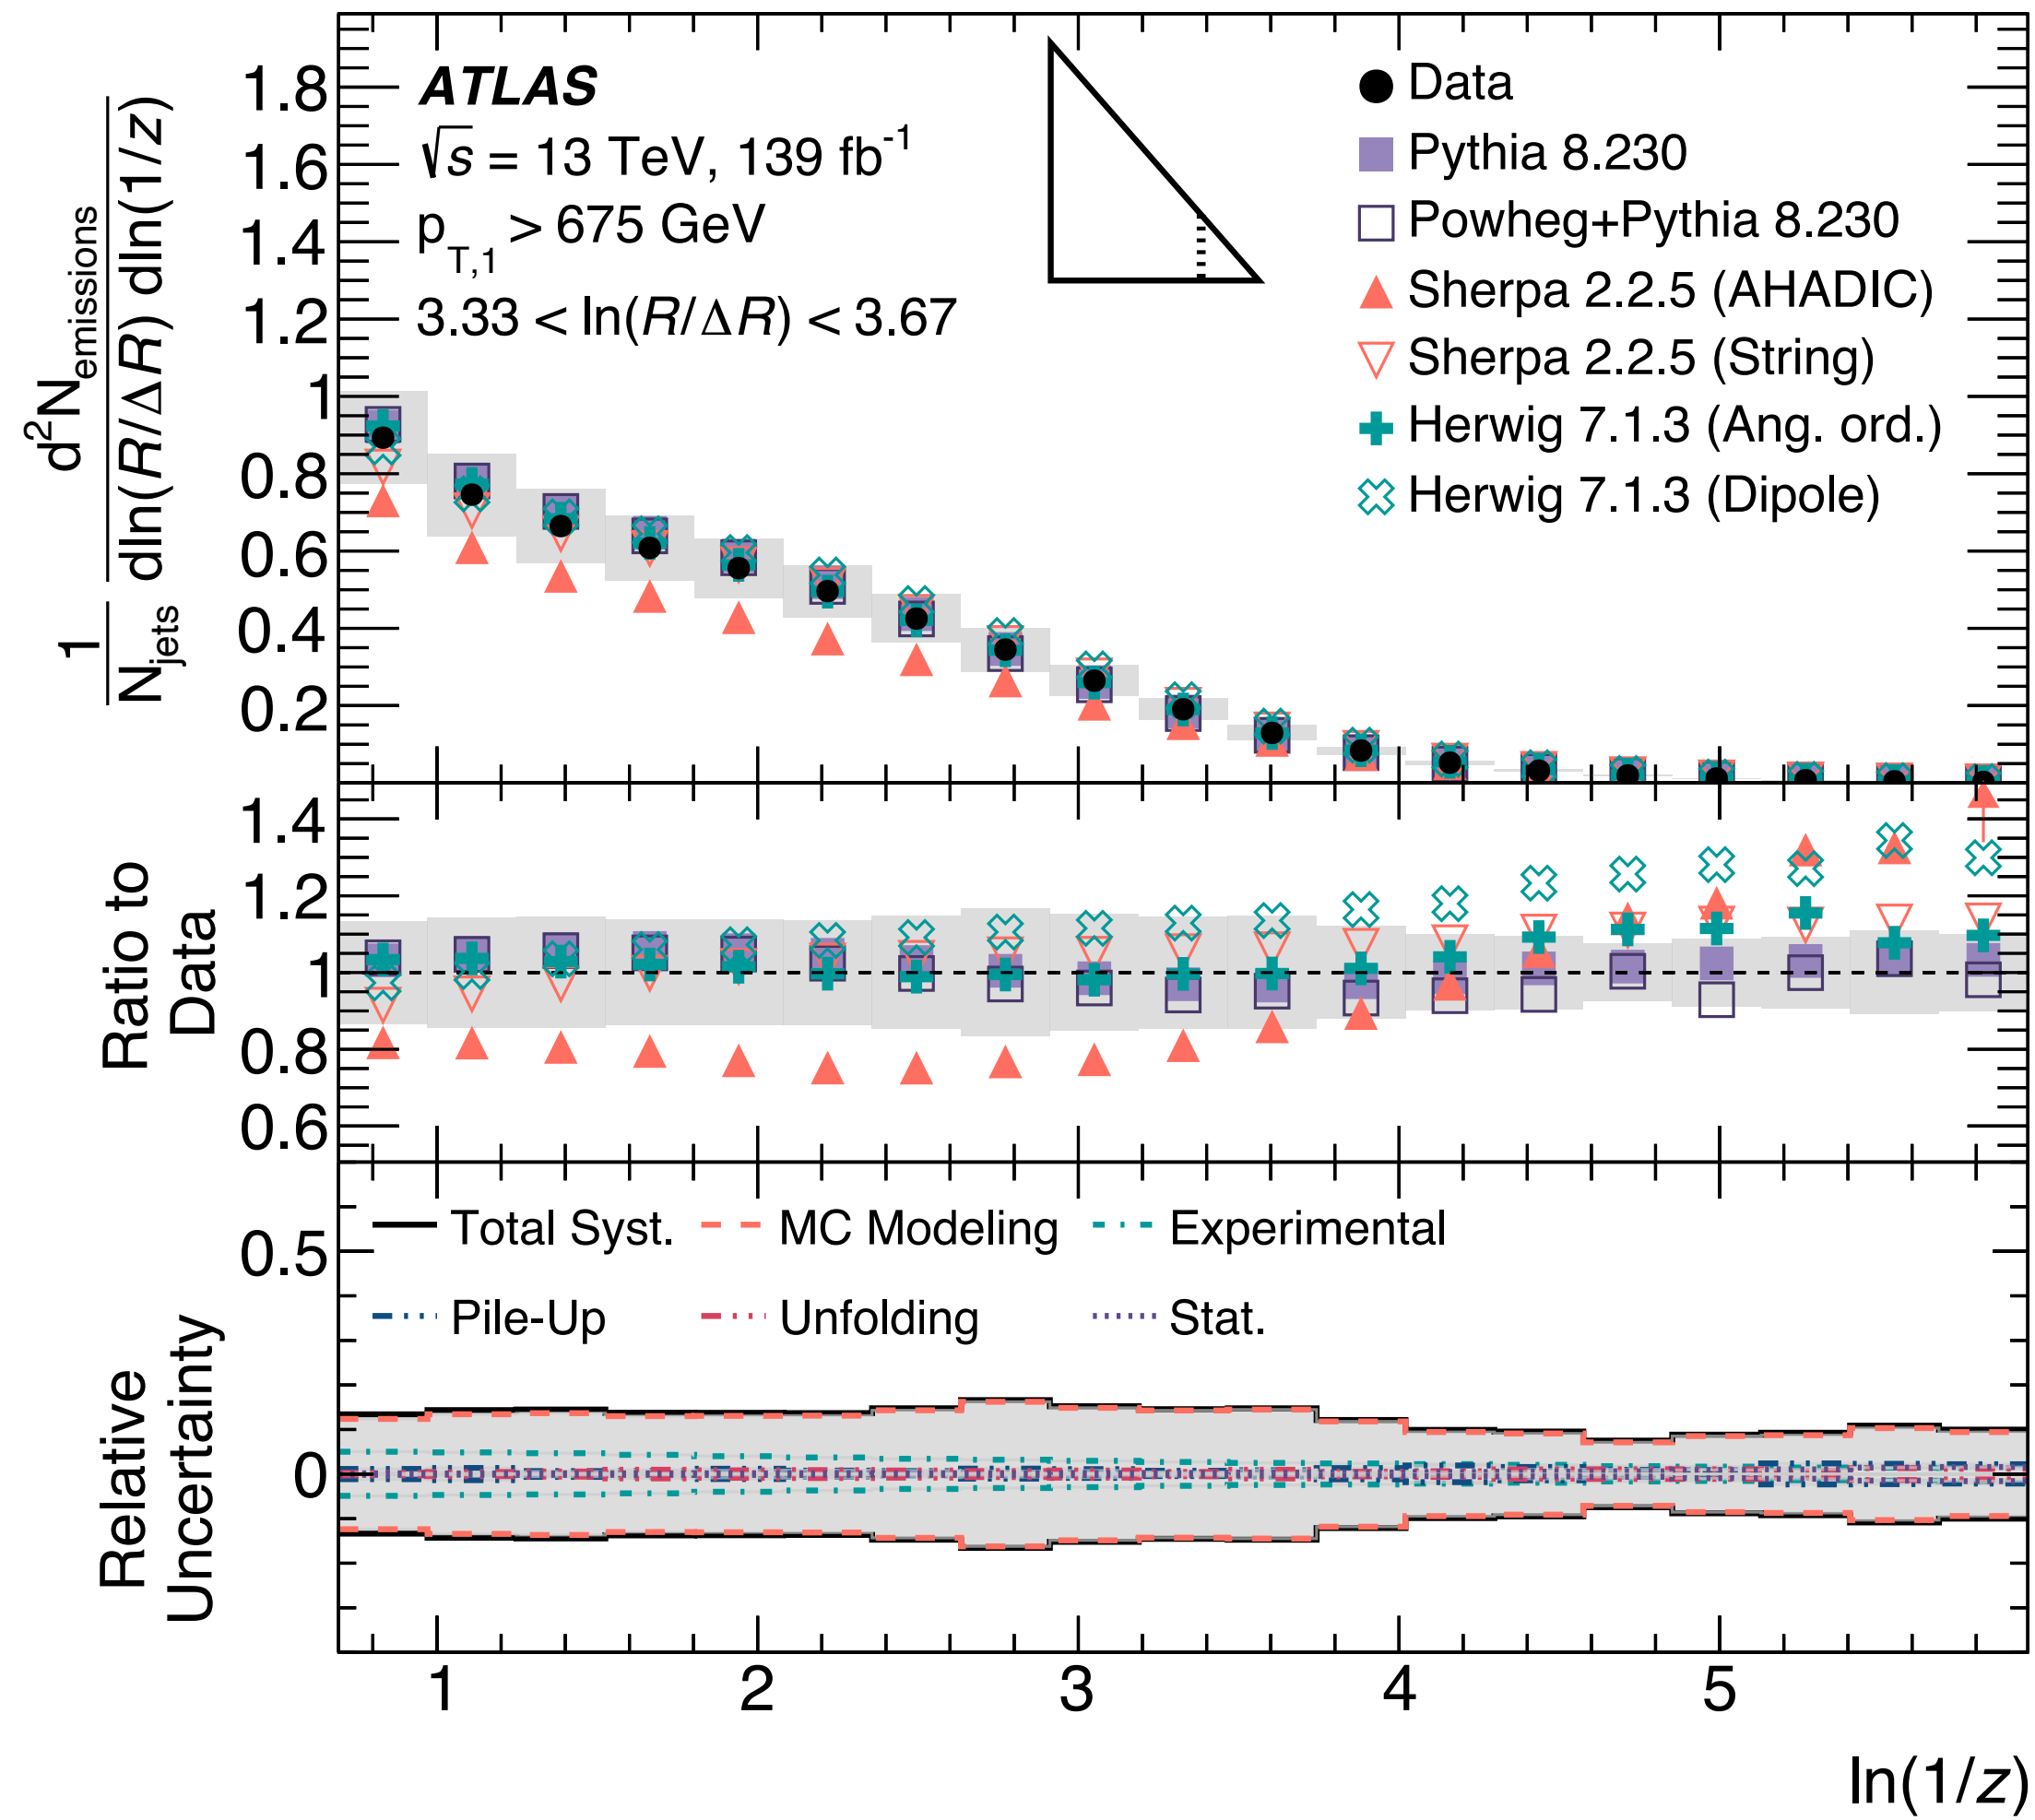 ATLAS
√s = 13 TeV, 139 fb-1
pT,1 > 675 GeV
3.33 < ln(R/ΔR) < 3.67
Data
Pythia 8.230
Powheg+Pythia 8.230
Sherpa 2.2.5 (AHADIC)
Sherpa 2.2.5 (String)
Herwig 7.1.3 (Ang. ord.)
Herwig 7.1.3 (Dipole)
1 d2Nemissions
Njets dln(R/ΔR) dln(1/z)
1.8
1.6
1.4
1.2
1
0.8
0.6
0.4
0.2
Ratio to
Data
1.4
1.2
1
0.8
0.6
Total Syst. MC Modeling Experimental
Pile-Up Unfolding Stat.
Relative
Uncertainty
0.5
0
1 2 3 4 5
ln(1/z)